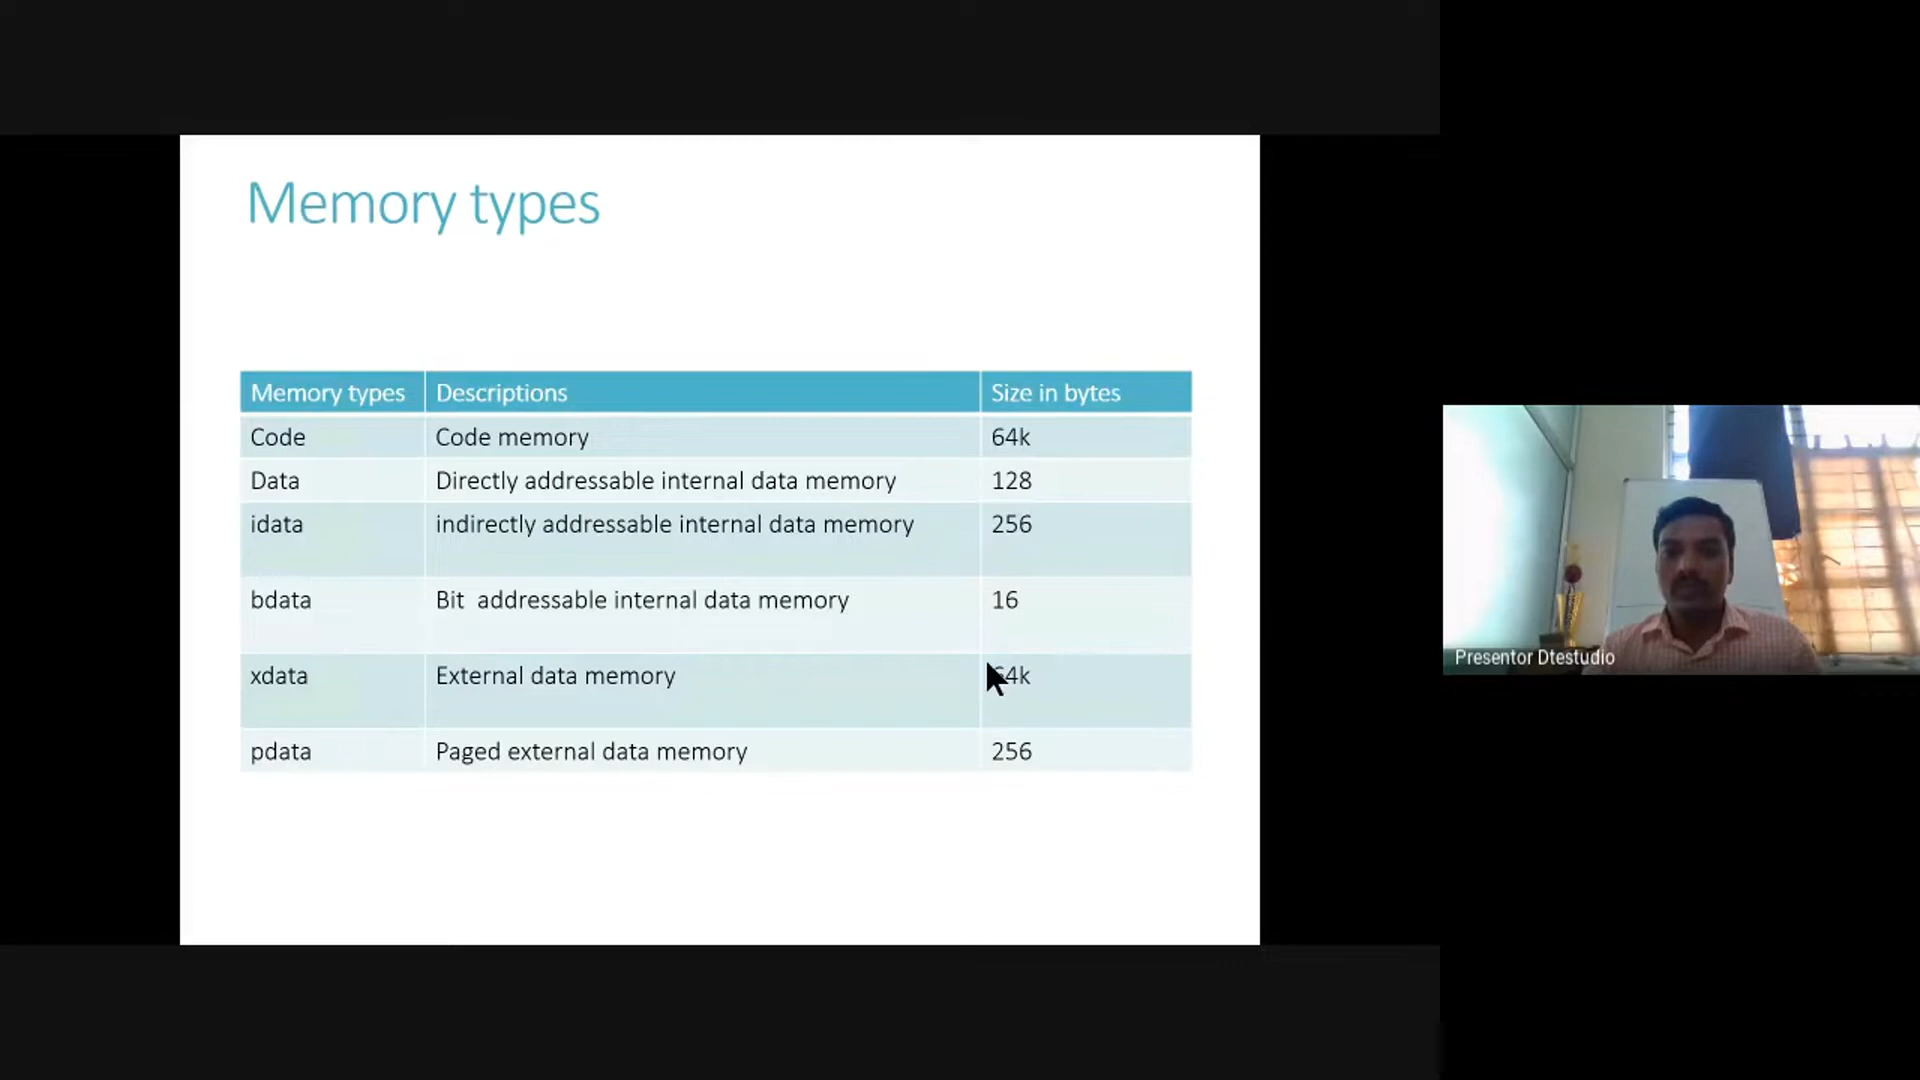 Memory types
Memory types Descriptions Size in bytes
Code Code memory 64k
Data Directly addressable internal data memory 128
idata indirectly addressable internal data memory 256
bdata Bit addressable internal data memory 16
xdata External data memory 64k
pdata Paged external data memory 256
Presentor Dtestudio